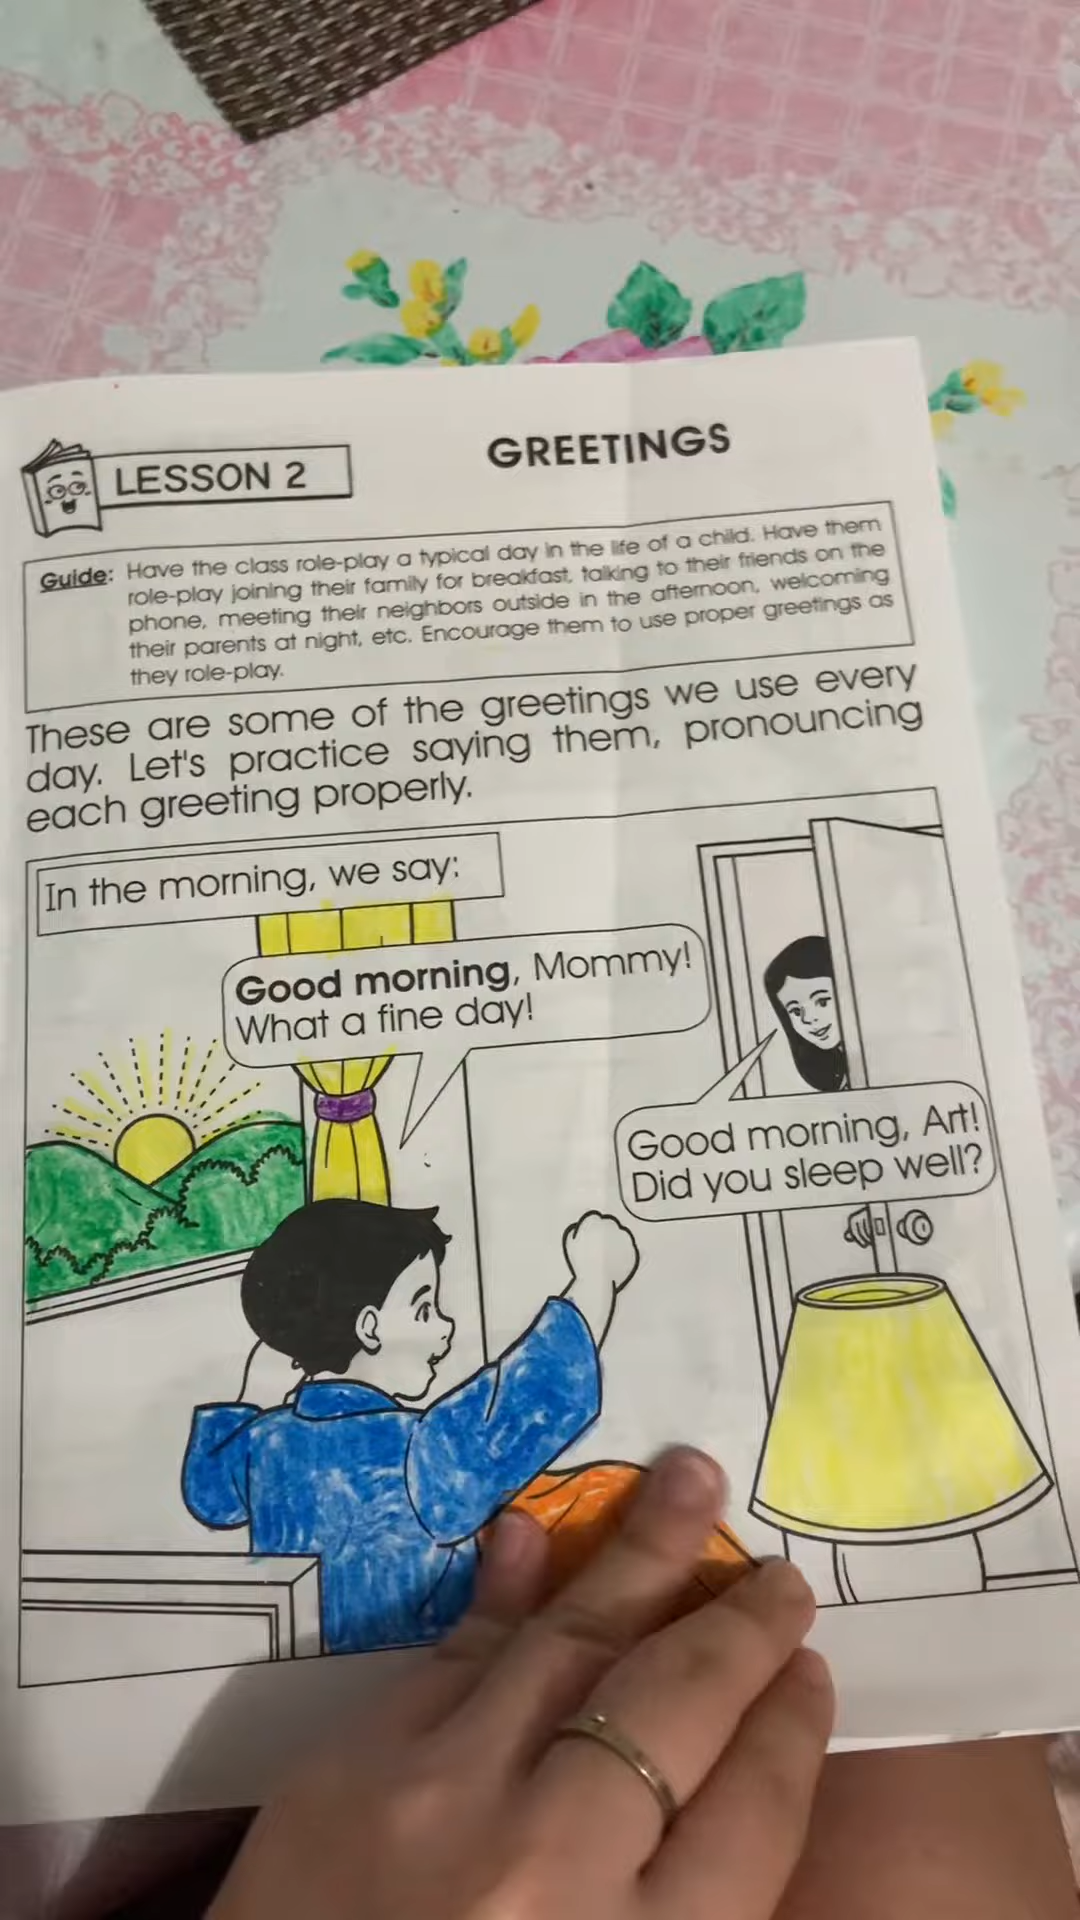 LESSON 2
GREETINGS
Guide: Have the class role-play a typical day in the life of a child. Have them
role-play joining their family for breakfast, talking to their friends on the
phone, meeting their neighbors outside in the afternoon, welcoming
their parents at night, etc. Encourage them to use proper greetings as
they role-play.
These are some of the greetings we use every
day. Let's practice saying them, pronouncing
each greeting properly.
In the morning, we say:
Good morning, Mommy!
What a fine day!
Good morning, Art!
Did you sleep well?